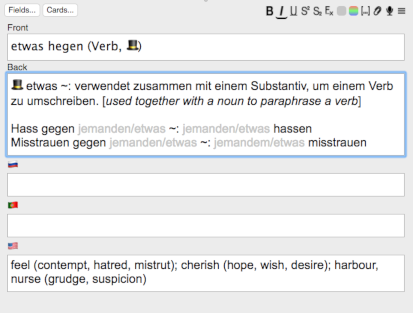 Fields... Cards...
Front
etwas hegen (Verb, 🎩)
Back
🎩 etwas ~: verwendet zusammen mit einem Substantiv, um einem Verb
zu umschreiben. [used together with a noun to paraphrase a verb]
Hass gegen jemanden/etwas ~: jemanden/etwas hassen
Misstrauen gegen jemanden/etwas ~: jemandem/etwas misstrauen
feel (contempt, hatred, mistrut); cherish (hope, wish, desire); harbour,
nurse (grudge, suspicion)